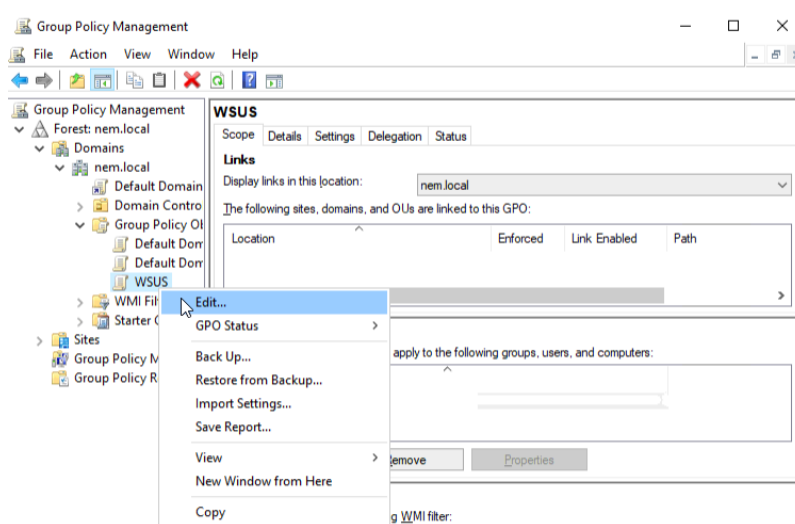 Group Policy Management
File Action View Window Help
Group Policy Management
Forest: nem.local
Domains
nem.local
Default Domain
Domain Contro
Group Policy Ob
Default Dom
Default Dom
WSUS
WMI Fil
Starter G
Sites
Group Policy M
Group Policy R
WSUS
Scope Details Settings Delegation Status
Links
Display links in this location: nem.local
The following sites, domains, and OUs are linked to this GPO:
Location Enforced Link Enabled Path
Edit...
GPO Status
Back Up...
Restore from Backup...
Import Settings...
Save Report...
View
New Window from Here
Copy
apply to the following groups, users, and computers:
emove Properties
g WMI filter: